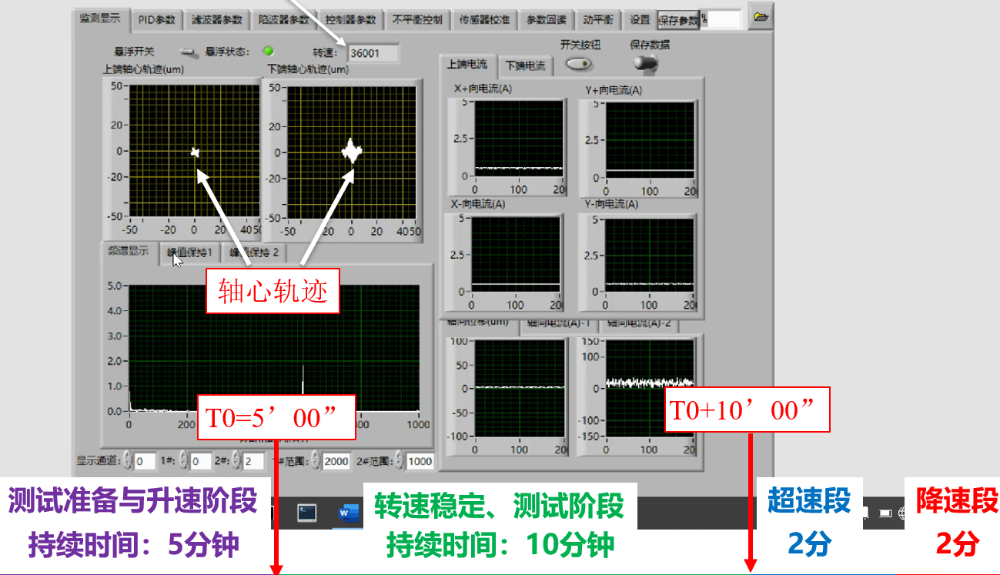 监测显示 PID参数 滤波器参数 陷波器参数 控制器参数 不平衡控制 传感器校准 参数回读 动平衡 设置 保存参数 %
悬浮开关 悬浮状态: 转速: 36001
开关按钮 保存数据
上端轴心轨迹(um) 下端轴心轨迹(um)
50 20 0 -20 -50
-50 -20 0 20 40 50
50 20 0 -20 -50
-50 -20 0 20 40 50
上端电流 下端电流
X+向电流(A) Y+向电流(A)
5 2.5 0
0 100 20
5 2.5 0
0 100 20
X-向电流(A) Y-向电流(A)
5 2.5 0
0 100 20
5 2.5 0
0 100 20
频谱显示 峰值保持1 峰值保持 2
轴心轨迹
5.0 4.0 3.0 2.0 1.0 0.0
0 200 800 1000
轴向位移(um) 轴向电流(A)-1 轴向电流(A)-2
100 50 0 -50 -100
0 100 20
150 100 0 -100 -150
0 100 20
T0=5’00”
T0+10’00”
显示通道: 0 1#: 0 2#: 2 1#范围: 2000 2#范围: 1000
测试准备与升速阶段
持续时间：5分钟
转速稳定、测试阶段
持续时间：10分钟
超速段
2分
降速段
2分